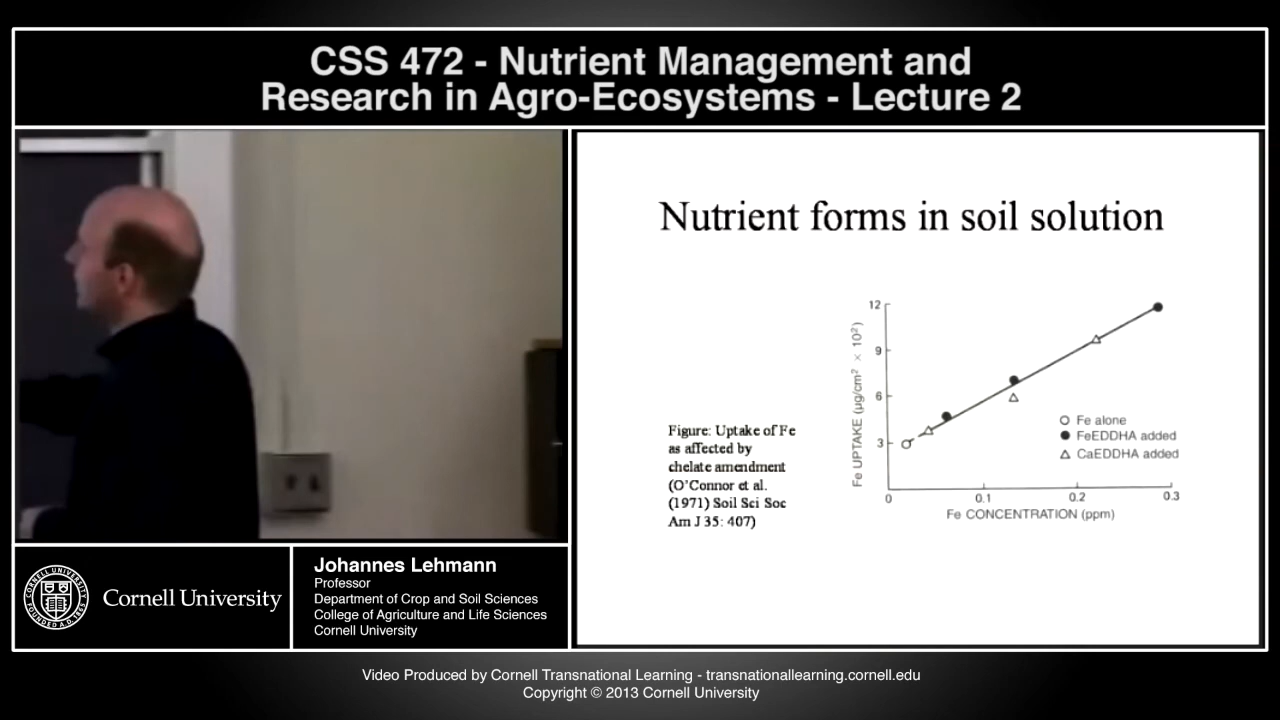 CSS 472 - Nutrient Management and
Research in Agro-Ecosystems - Lecture 2
Nutrient forms in soil solution
Figure: Uptake of Fe
as affected by
chelate amendment
(O'Connor et al.
(1971) Soil Sci Soc
Am J 35: 407)
Fe UPTAKE (µg/cm² × 10²)
12
9
6
3
0
0.1
0.2
0.3
Fe CONCENTRATION (ppm)
Fe alone
FeEDDHA added
CaEDDHA added
CORNELL UNIVERSITY
FOUNDED A.D. 1865
Cornell University
Johannes Lehmann
Professor
Department of Crop and Soil Sciences
College of Agriculture and Life Sciences
Cornell University
Video Produced by Cornell Transnational Learning - transnationallearning.cornell.edu
Copyright © 2013 Cornell University